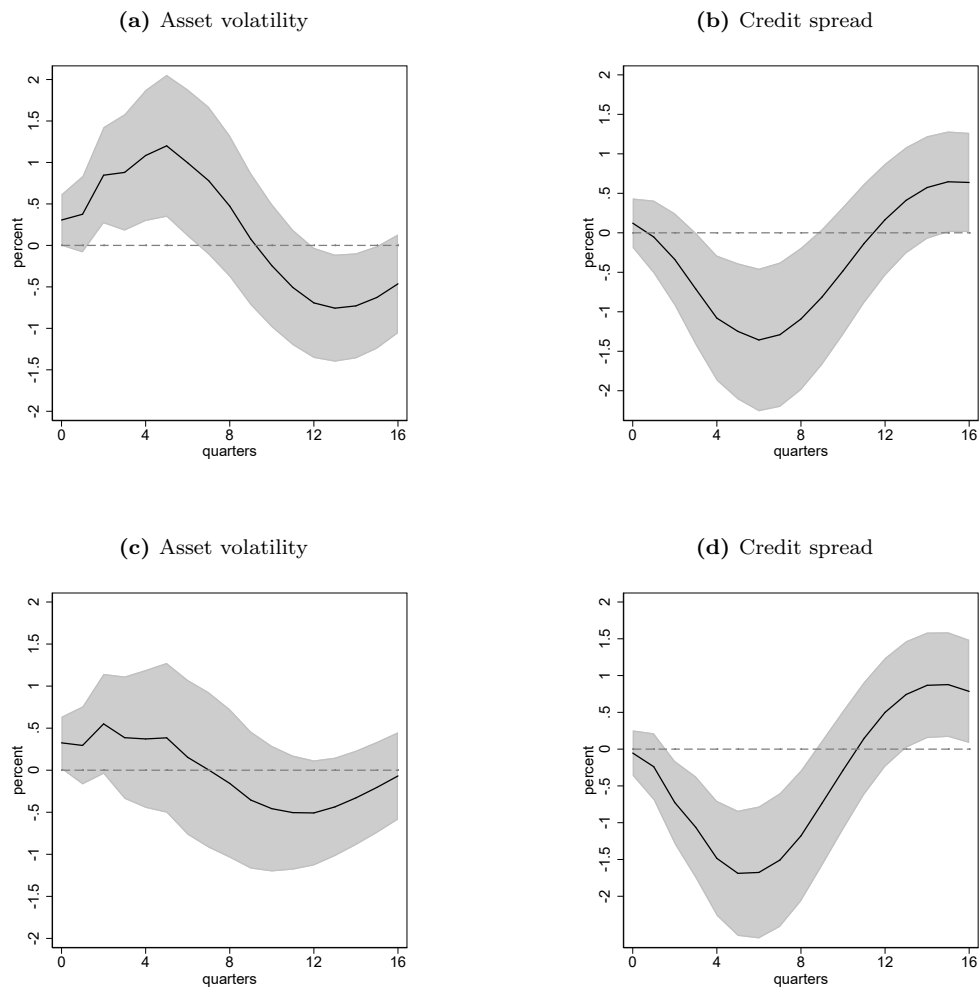 (a) Asset volatility
(b) Credit spread
percent
2
1.5
1
.5
0
-.5
-1
-1.5
-2
0 4 8 12 16
quarters
percent
2
1.5
1
.5
0
-.5
-1
-1.5
-2
0 4 8 12 16
quarters
(c) Asset volatility
(d) Credit spread
percent
2
1.5
1
.5
0
-.5
-1
-1.5
-2
0 4 8 12 16
quarters
percent
2
1.5
1
.5
0
-.5
-1
-1.5
-2
0 4 8 12 16
quarters